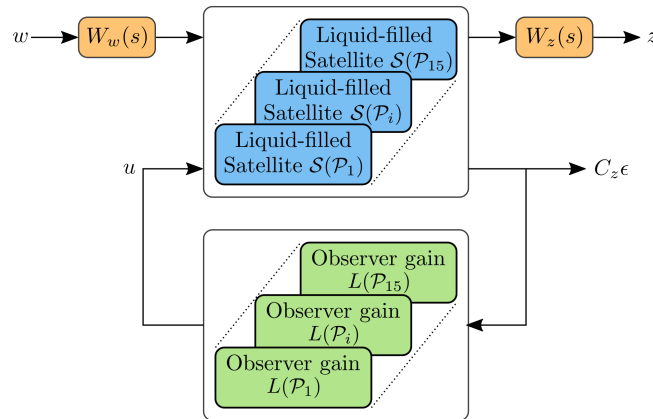 w W_w(s) Liquid-filled W_z(s) z
Satellite S(P_15)
Liquid-filled
Satellite S(P_i)
Liquid-filled
Satellite S(P_1)
u C_z ϵ
Observer gain
L(P_15)
Observer gain
L(P_i)
Observer gain
L(P_1)